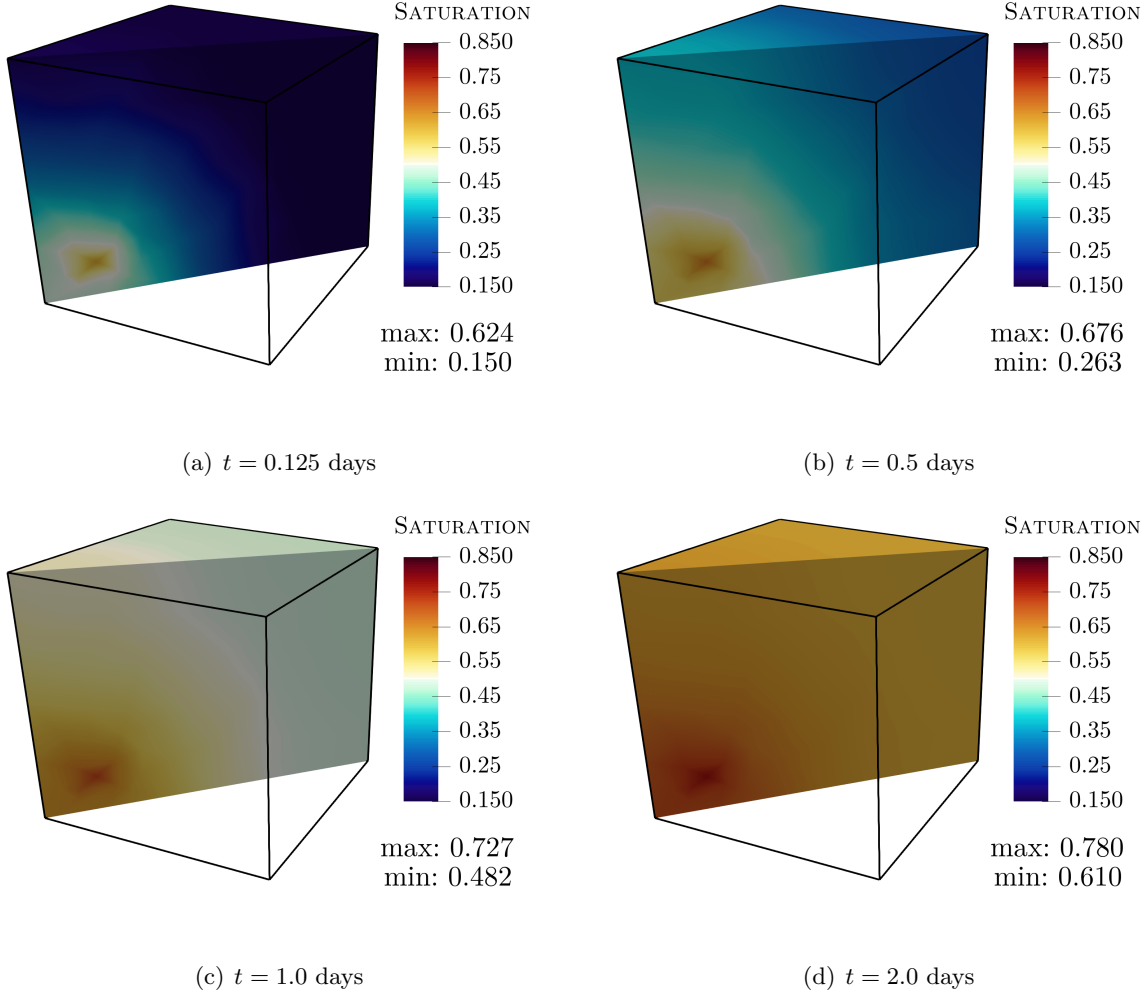 SATURATION
0.850
0.75
0.65
0.55
0.45
0.35
0.25
0.150
max: 0.624
min: 0.150
(a) t = 0.125 days
SATURATION
0.850
0.75
0.65
0.55
0.45
0.35
0.25
0.150
max: 0.676
min: 0.263
(b) t = 0.5 days
SATURATION
0.850
0.75
0.65
0.55
0.45
0.35
0.25
0.150
max: 0.727
min: 0.482
(c) t = 1.0 days
SATURATION
0.850
0.75
0.65
0.55
0.45
0.35
0.25
0.150
max: 0.780
min: 0.610
(d) t = 2.0 days